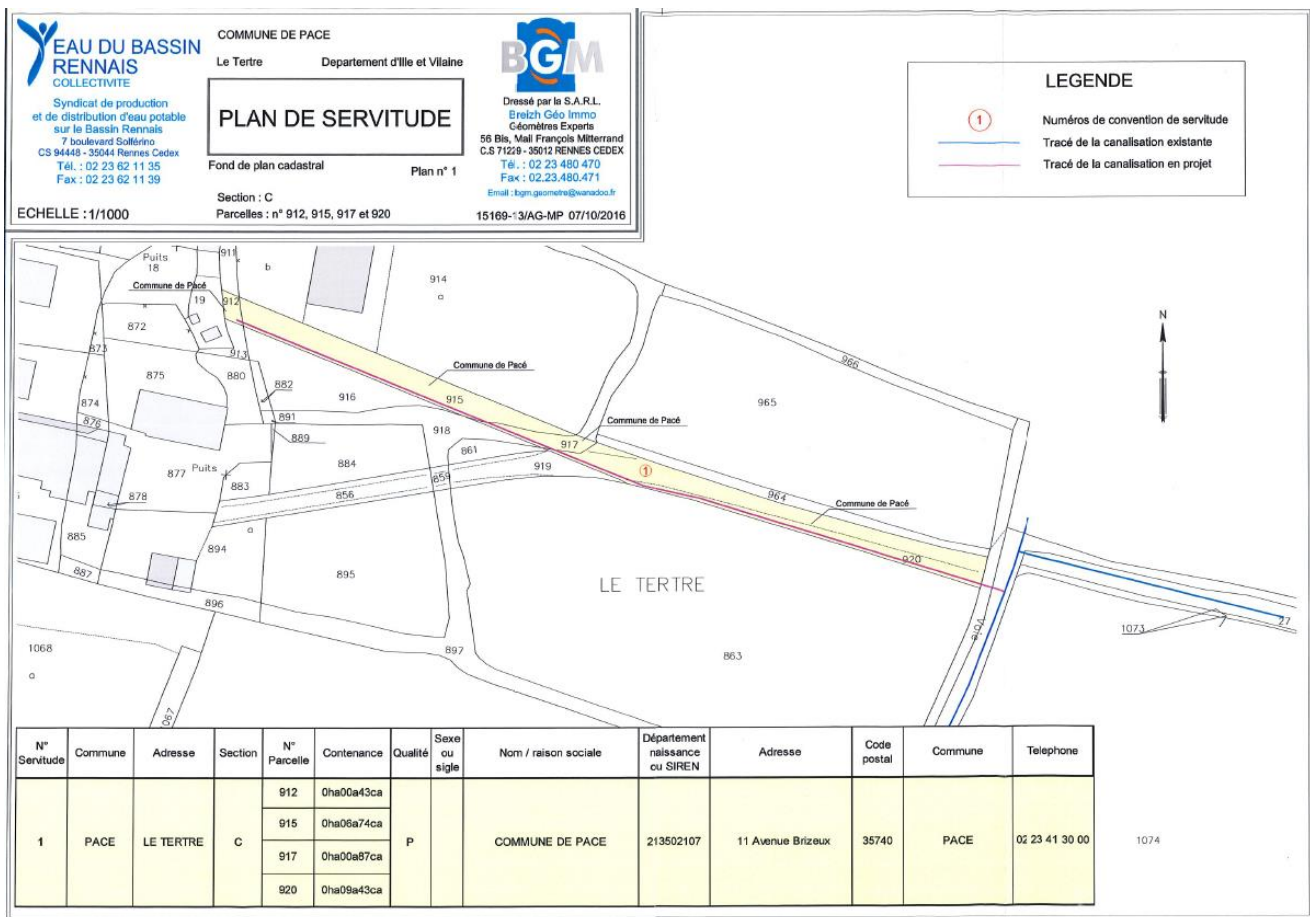 EAU DU BASSIN
RENNAIS
COLLECTIVITE
Syndicat de production
et de distribution d'eau potable
sur le Bassin Rennais
7 boulevard Solférino
CS 94448 - 35044 Rennes Cedex
Tél. : 02 23 62 11 35
Fax : 02 23 62 11 39
ECHELLE : 1/1000
COMMUNE DE PACE
Le Tertre Departement d'Ille et Vilaine
PLAN DE SERVITUDE
Fond de plan cadastral
Plan n° 1
Section : C
Parcelles : n° 912, 915, 917 et 920
BGM
Dressé par la S.A.R.L.
Breizh Géo Immo
Géomètres Experts
56 Bis, Mail François Mitterrand
C.S 71229 - 35012 RENNES CEDEX
Tél. : 02 23 480 470
Fax : 02.23.480.471
Email : bgm.geometre@wanadoo.fr
15169-13/AG-MP 07/10/2016
LEGENDE
1 Numéros de convention de servitude
Tracé de la canalisation existante
Tracé de la canalisation en projet
N
Puits
18
911
b
914
Commune de Pacé
19
912
872
873
913
875
880
882
874
876
891
889
916
915
Commune de Pacé
918
917
Commune de Pacé
966
965
861
919
1
964
Commune de Pacé
920
877
Puits
883
884
859
856
878
885
887
894
895
896
897
LE TERTRE
863
Voie
1073
27
1068
1067
1074
N° Servitude Commune Adresse Section N° Parcelle Contenance Qualité Sexe ou sigle Nom / raison sociale Département naissance ou SIREN Adresse Code postal Commune Telephone
1 PACE LE TERTRE C
912 0ha00a43ca
915 0ha06a74ca
917 0ha00a87ca
920 0ha09a43ca
P COMMUNE DE PACE 213502107 11 Avenue Brizeux 35740 PACE 02 23 41 30 00